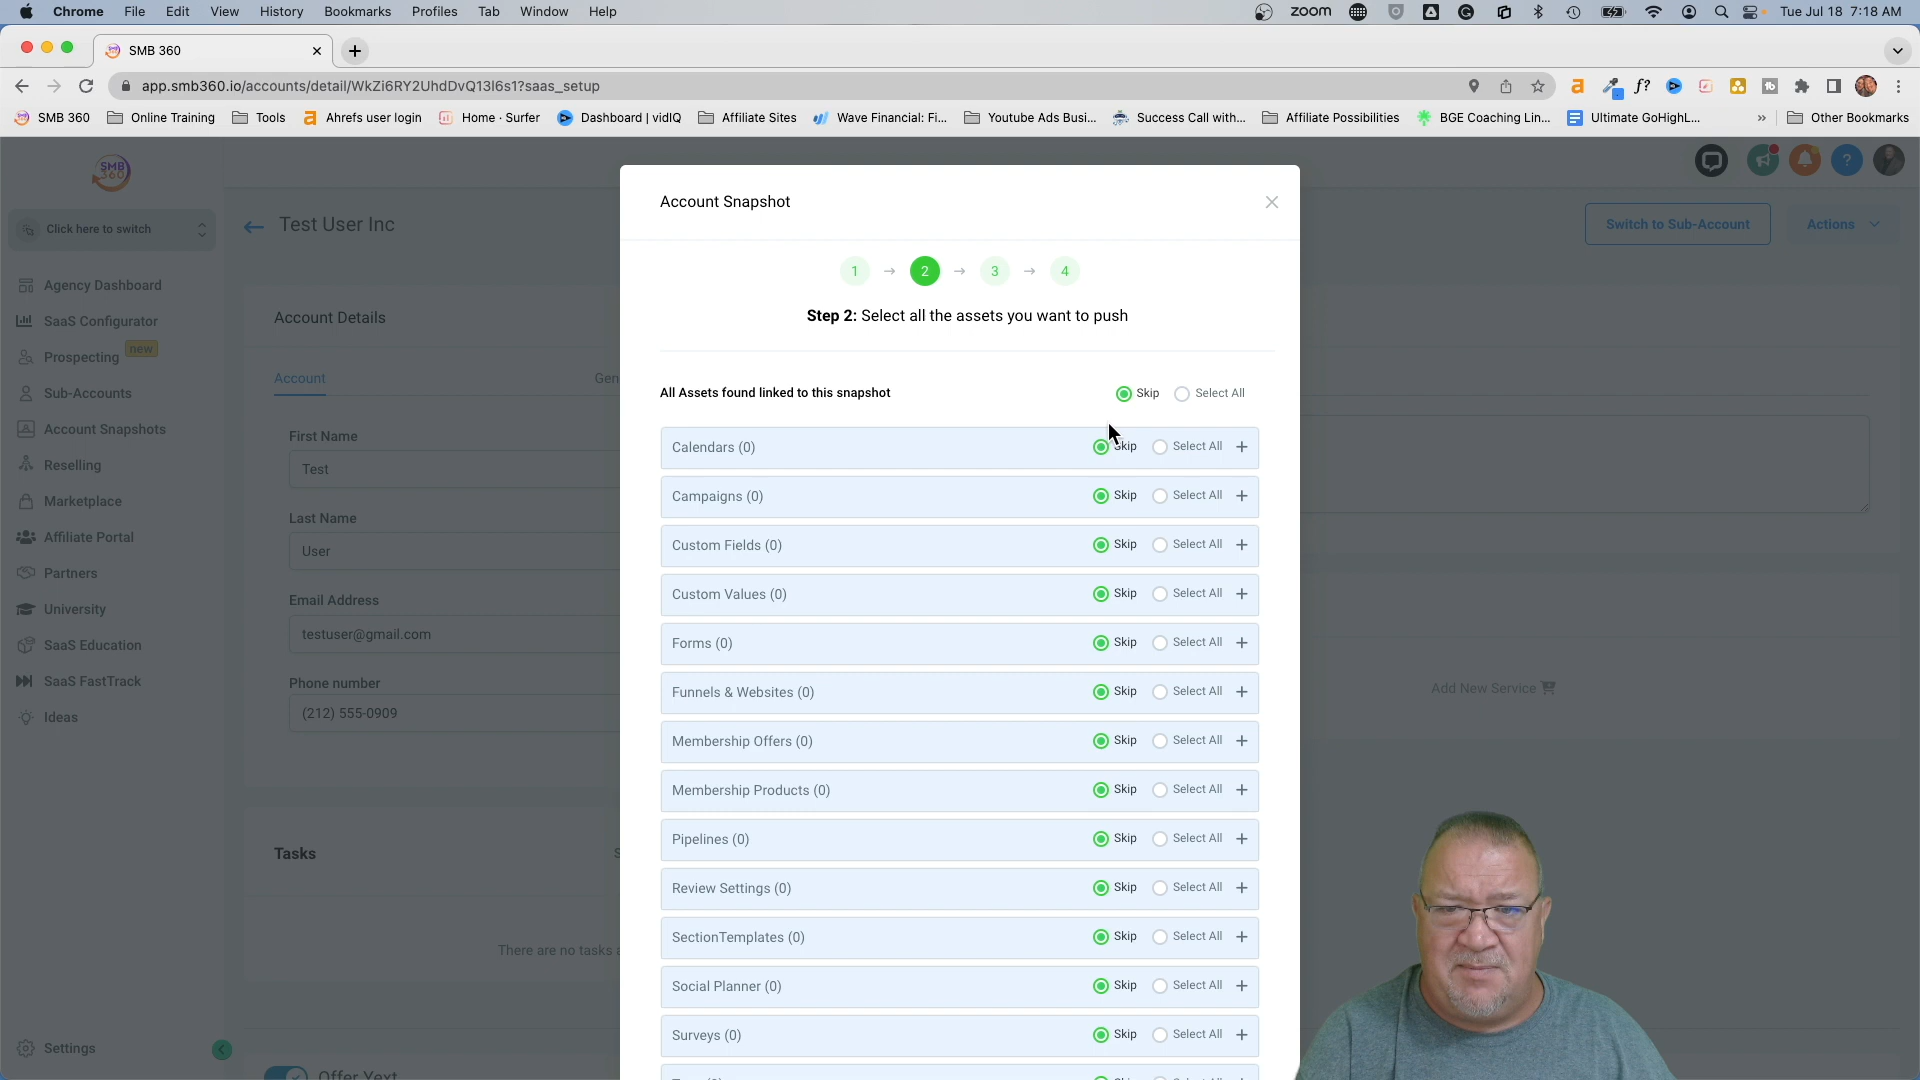 Chrome File Edit View History Bookmarks Profiles Tab Window Help
zoom
Tue Jul 18 7:18 AM
SMB 360
app.smb360.io/accounts/detail/WkZi6RY2UhdDvQ13I6s1?saas_setup
SMB 360 Online Training Tools Ahrefs user login Home · Surfer Dashboard | vidIQ Affiliate Sites Wave Financial: Fi... Youtube Ads Busi... Success Call with... Affiliate Possibilities BGE Coaching Lin... Ultimate GoHighL... » Other Bookmarks
SMB 360
Click here to switch
Agency Dashboard
SaaS Configurator
Prospecting new
Sub-Accounts
Account Snapshots
Reselling
Marketplace
Affiliate Portal
Partners
University
SaaS Education
SaaS FastTrack
Ideas
Settings
Test User Inc
Switch to Sub-Account
Actions
Account Details
Account Gen
First Name
Test
Last Name
User
Email Address
testuser@gmail.com
Phone number
(212) 555-0909
Add New Service
Tasks S
There are no tasks a
Offer Yext
Account Snapshot
1 → 2 → 3 → 4
Step 2: Select all the assets you want to push
All Assets found linked to this snapshot Skip Select All
Calendars (0) Skip Select All +
Campaigns (0) Skip Select All +
Custom Fields (0) Skip Select All +
Custom Values (0) Skip Select All +
Forms (0) Skip Select All +
Funnels & Websites (0) Skip Select All +
Membership Offers (0) Skip Select All +
Membership Products (0) Skip Select All +
Pipelines (0) Skip Select All +
Review Settings (0) Skip Select All +
SectionTemplates (0) Skip Select All +
Social Planner (0) Skip Select All +
Surveys (0) Skip Select All +